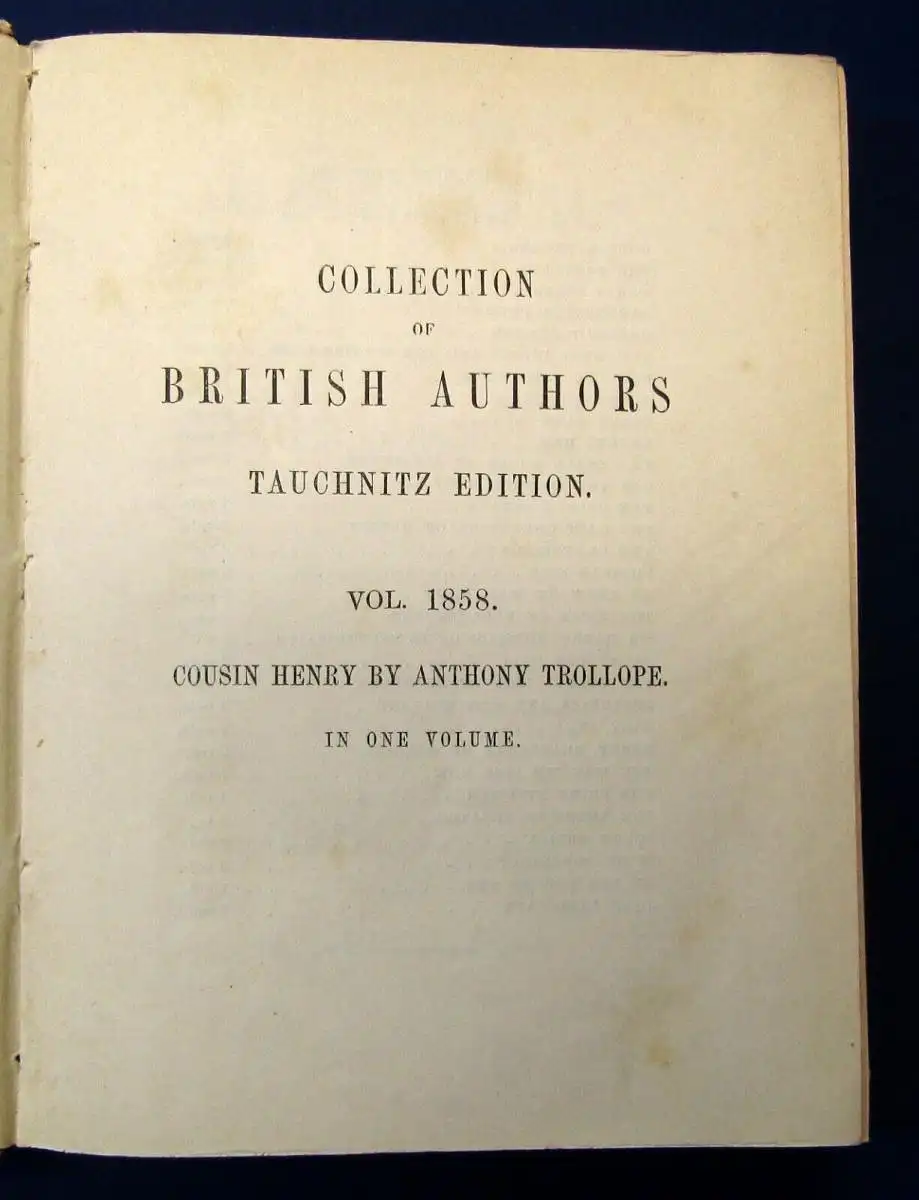 COLLECTION
OF
BRITISH AUTHORS
TAUCHNITZ EDITION.
VOL. 1858.
COUSIN HENRY BY ANTHONY TROLLOPE.
IN ONE VOLUME.